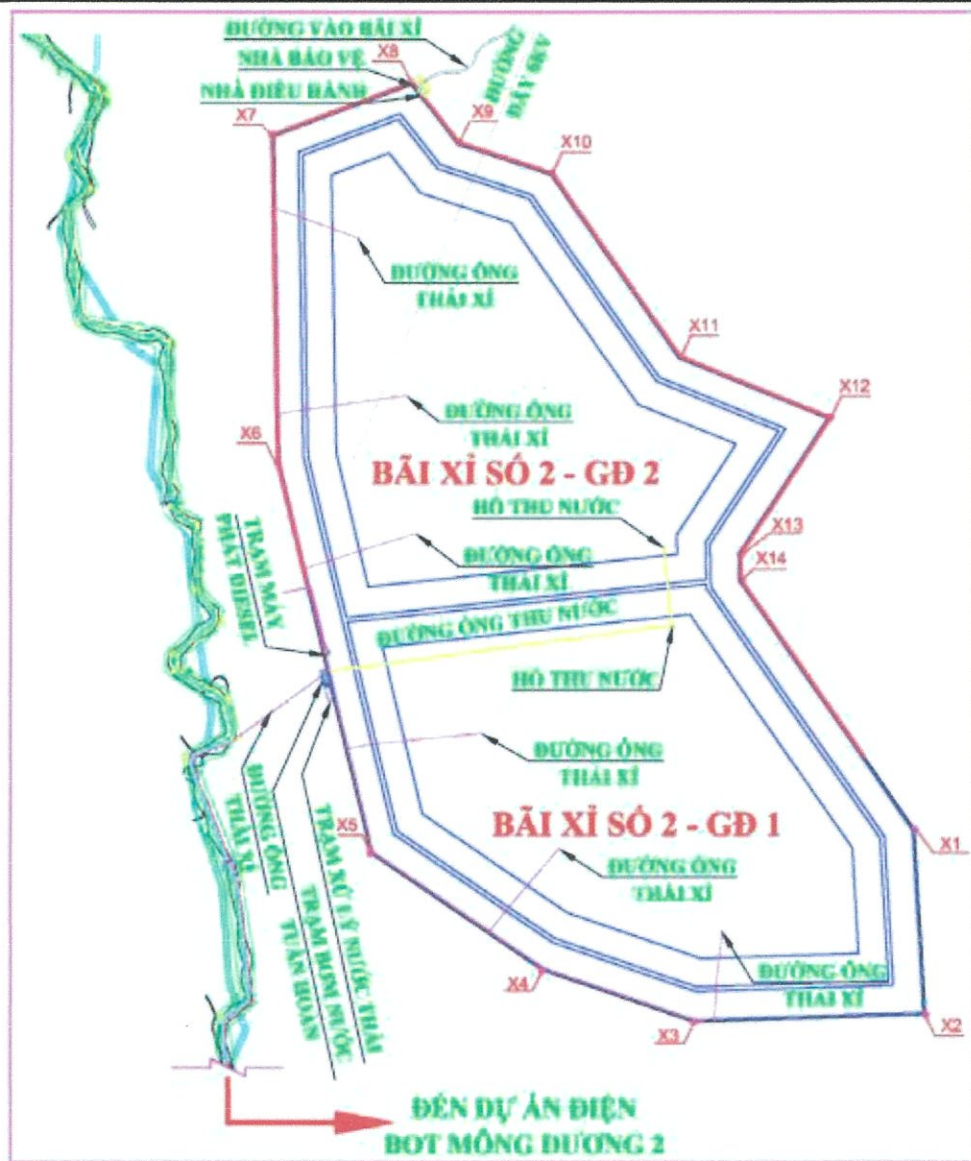 ĐƯỜNG VÀO BÃI XỈ
NHÀ BẢO VỆ
X8
NHÀ ĐIỀU HÀNH
ĐƯỜNG
DÂY 6KV
X7
X9
X10
ĐƯỜNG ỐNG
THẢI XỈ
X11
X12
ĐƯỜNG ỐNG
THẢI XỈ
X6
BÃI XỈ SỐ 2 - GĐ 2
HỐ THU NƯỚC
TRẠM MÁY
PHÁT DIESEL
ĐƯỜNG ỐNG
THẢI XỈ
X13
X14
ĐƯỜNG ỐNG THU NƯỚC
HỐ THU NƯỚC
ĐƯỜNG ỐNG
THẢI XỈ
BÃI XỈ SỐ 2 - GĐ 1
X5
X1
ĐƯỜNG ỐNG
THẢI XỈ
ĐƯỜNG ỐNG
THẢI XỈ
TRẠM BƠM NƯỚC
TUẦN HOÀN
TRẠM XỬ LÝ NƯỚC THẢI
X4
ĐƯỜNG ỐNG
THẢI XỈ
X3
X2
ĐẾN DỰ ÁN ĐIỆN
BOT MÔNG DƯƠNG 2